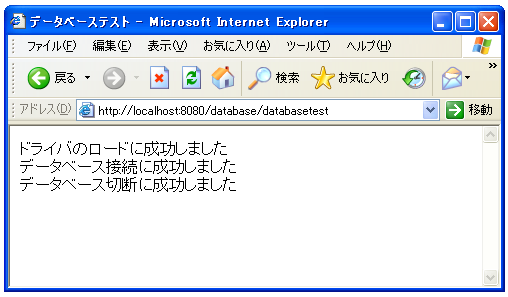 データベーステスト - Microsoft Internet Explorer
ファイル(F) 編集(E) 表示(V) お気に入り(A) ツール(T) ヘルプ(H)
戻る 検索 お気に入り »
アドレス(D) http://localhost:8080/database/databasetest 移動
ドライバのロードに成功しました
データベース接続に成功しました
データベース切断に成功しました